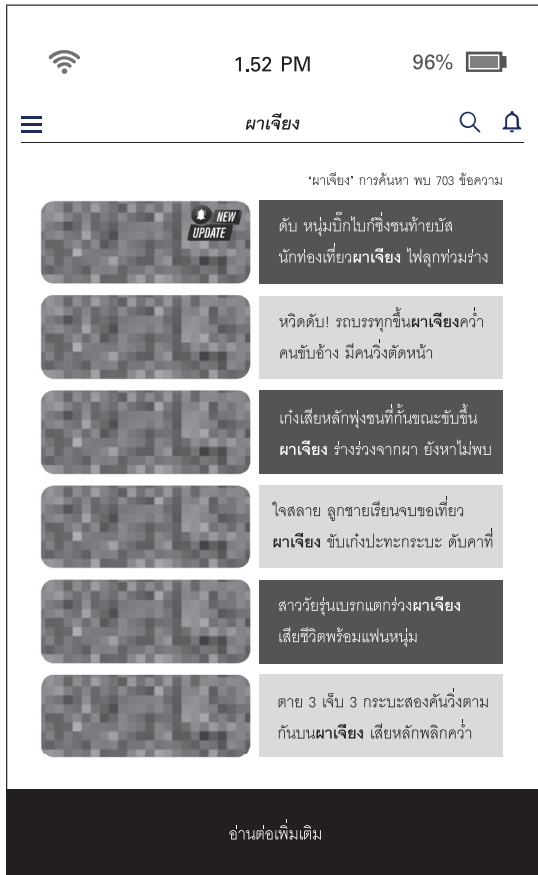 1.52 PM
96%
ผาเจียง
‘ผาเจียง’ การค้นหา พบ 703 ข้อความ
NEW
UPDATE
ดับ หนุ่มบิ๊กไบก์ซิ่งชนท้ายบัส
นักท่องเที่ยวผาเจียง ไฟลุกท่วมร่าง
หวิดดับ! รถบรรทุกขึ้นผาเจียงคว่ำ
คนขับอ้าง มีคนวิ่งตัดหน้า
เก๋งเสียหลักพุ่งชนที่กั้นขณะขับขึ้น
ผาเจียง ร่างร่วงจากผา ยังหาไม่พบ
ใจสลาย ลูกชายเรียนจบขอเที่ยว
ผาเจียง ขับเก๋งปะทะกระบะ ดับคาที่
สาววัยรุ่นเบรกแตกร่วงผาเจียง
เสียชีวิตพร้อมแฟนหนุ่ม
ตาย 3 เจ็บ 3 กระบะสองคันวิ่งตาม
กันบนผาเจียง เสียหลักพลิกคว่ำ
อ่านต่อเพิ่มเติม